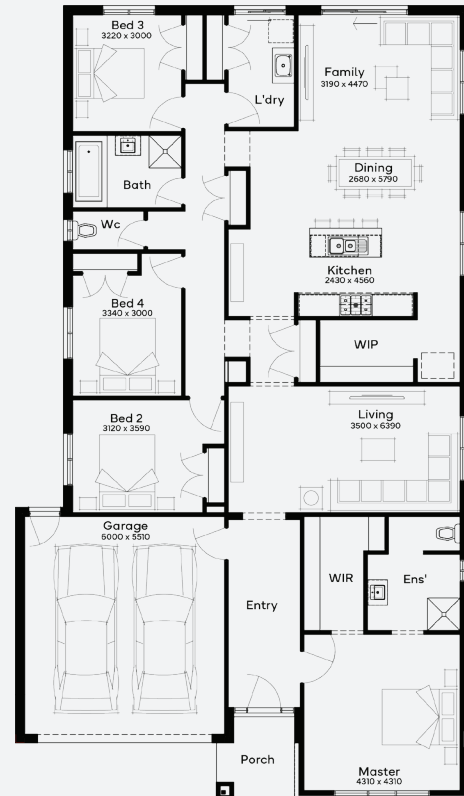 Bed 3
3220 x 3000
L'dry
Family
3190 x 4470
Bath
Dining
2680 x 5790
Wc
Kitchen
2430 x 4560
Bed 4
3340 x 3000
WIP
Bed 2
3120 x 3590
Living
3500 x 6390
Garage
6000 x 5510
WIR
Ens'
Entry
Porch
Master
4310 x 4310